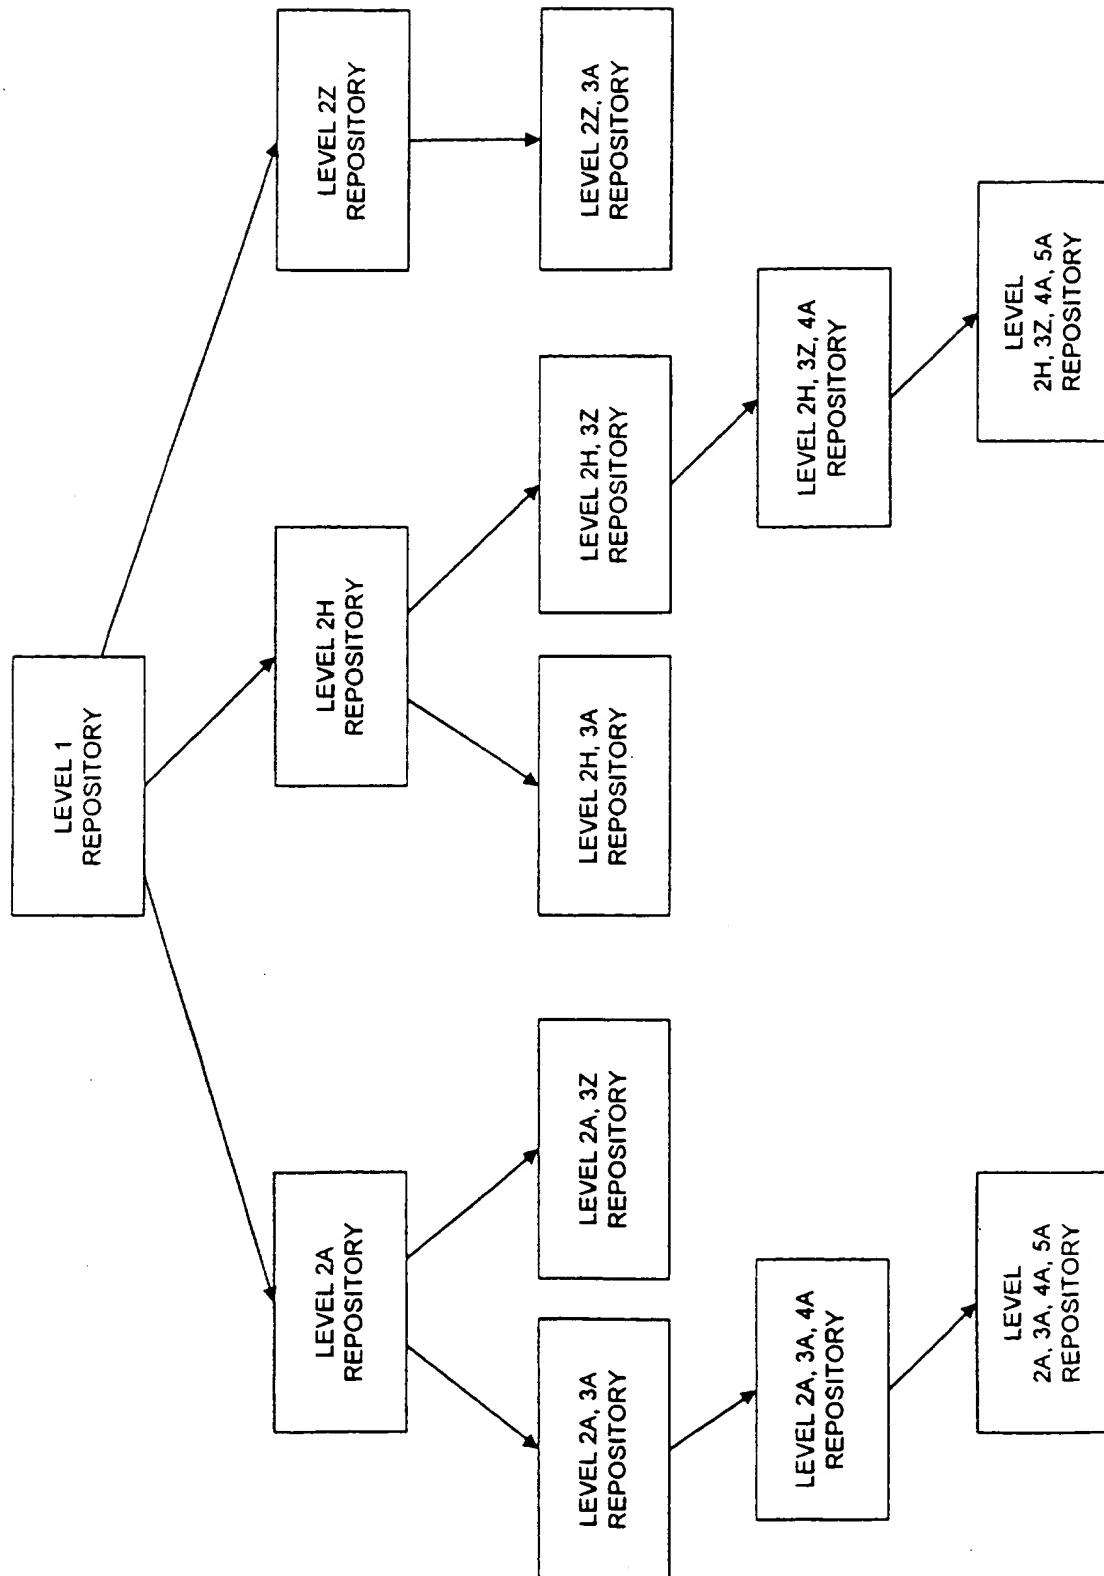 LEVEL 1
REPOSITORY
LEVEL 2A
REPOSITORY
LEVEL 2H
REPOSITORY
LEVEL 2Z
REPOSITORY
LEVEL 2A, 3A
REPOSITORY
LEVEL 2A, 3Z
REPOSITORY
LEVEL 2H, 3A
REPOSITORY
LEVEL 2H, 3Z
REPOSITORY
LEVEL 2Z, 3A
REPOSITORY
LEVEL 2A, 3A, 4A
REPOSITORY
LEVEL 2H, 3Z, 4A
REPOSITORY
LEVEL
2A, 3A, 4A, 5A
REPOSITORY
LEVEL
2H, 3Z, 4A, 5A
REPOSITORY